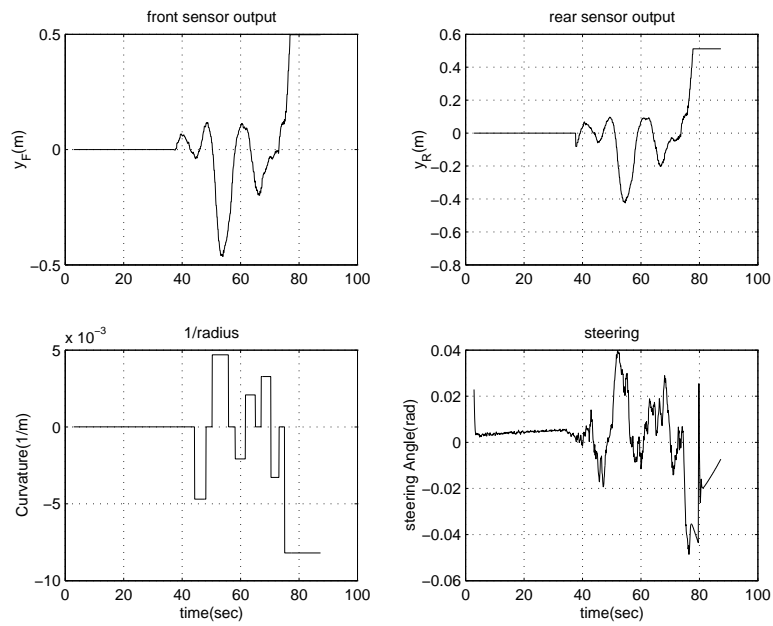 front sensor output
0.5
0
−0.5
y_F(m)
0 20 40 60 80 100
rear sensor output
0.6
0.4
0.2
0
−0.2
−0.4
−0.6
−0.8
y_R(m)
0 20 40 60 80 100
1/radius
x 10⁻³
5
0
−5
−10
Curvature(1/m)
0 20 40 60 80 100
time(sec)
steering
0.04
0.02
0
−0.02
−0.04
−0.06
steering Angle(rad)
0 20 40 60 80 100
time(sec)